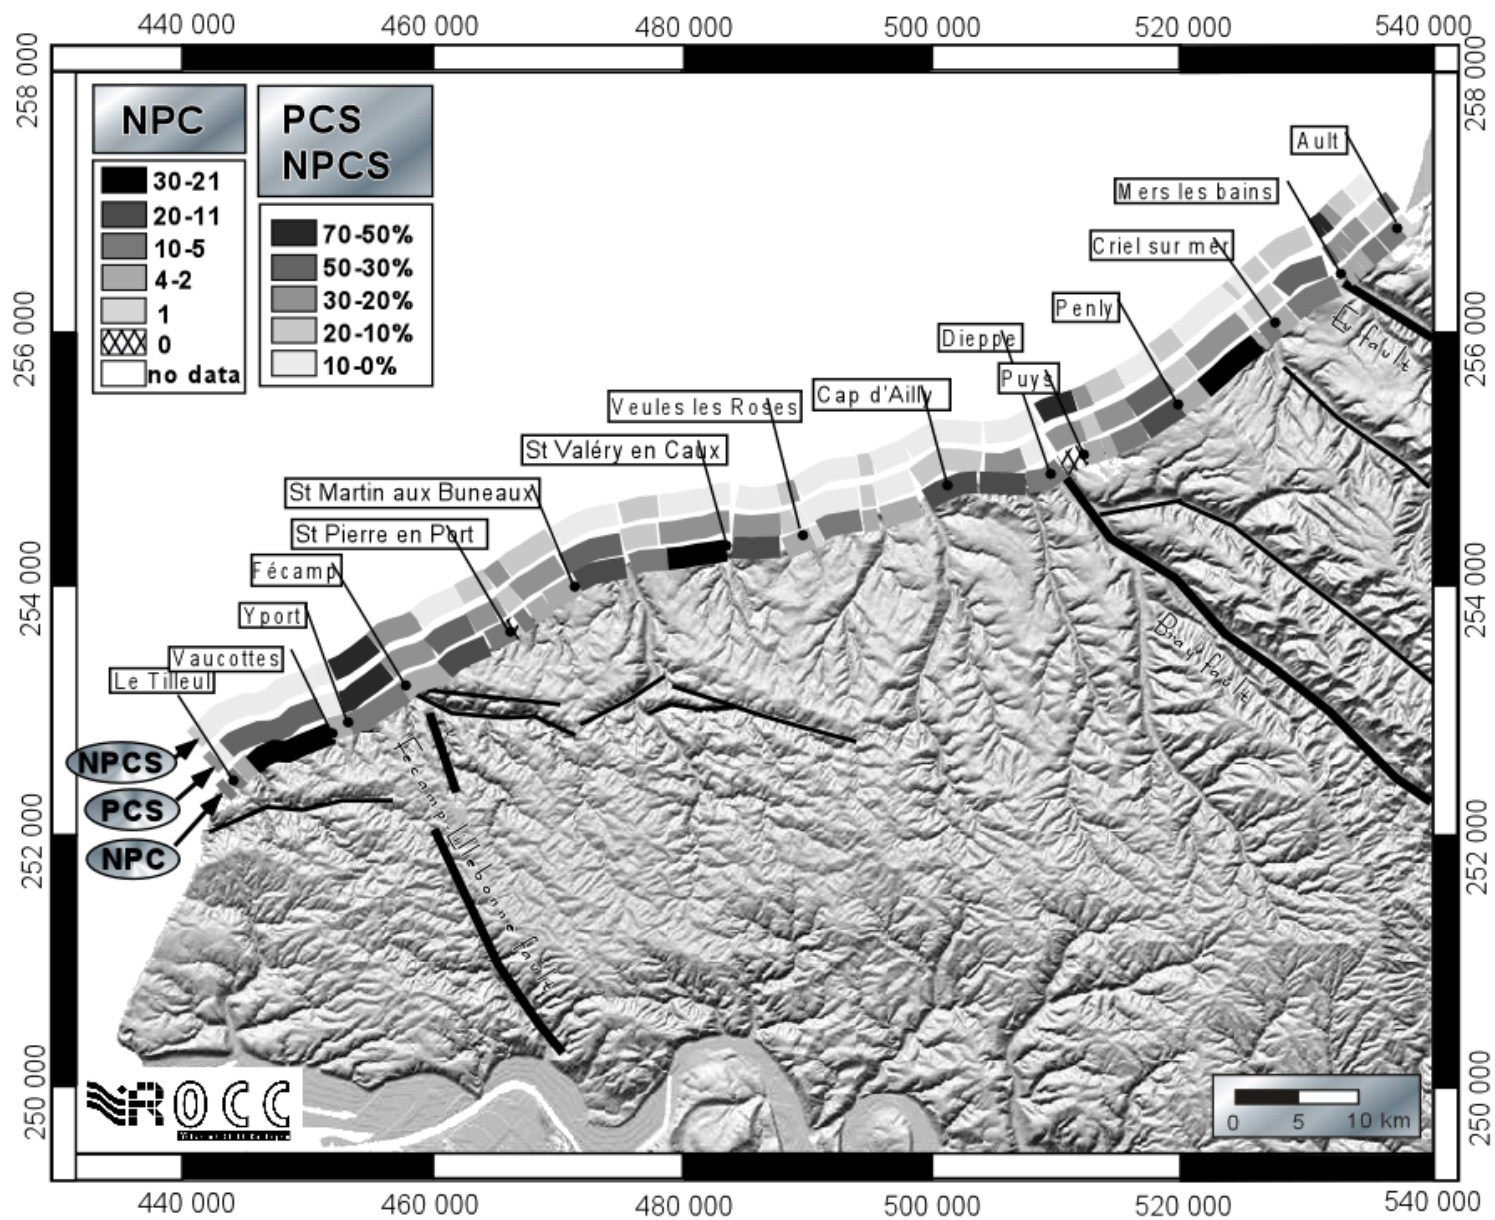 440 000 460 000 480 000 500 000 520 000 540 000
258 000
256 000
254 000
252 000
250 000
258 000
256 000
254 000
252 000
250 000
NPC
30-21
20-11
10-5
4-2
1
0
no data
PCS
NPCS
70-50%
50-30%
30-20%
20-10%
10-0%
Ault
Mers les bains
Criel sur mer
Penly
Dieppe
Puys
Cap d'Ailly
Veules les Roses
St Valéry en Caux
St Martin aux Buneaux
St Pierre en Port
Fécamp
Yport
Vaucottes
Le Tilleul
NPCS
PCS
NPC
Eu fault
Bray fault
Fécamp-Lillebonne fault
ROCC
0 5 10 km
440 000 460 000 480 000 500 000 520 000 540 000